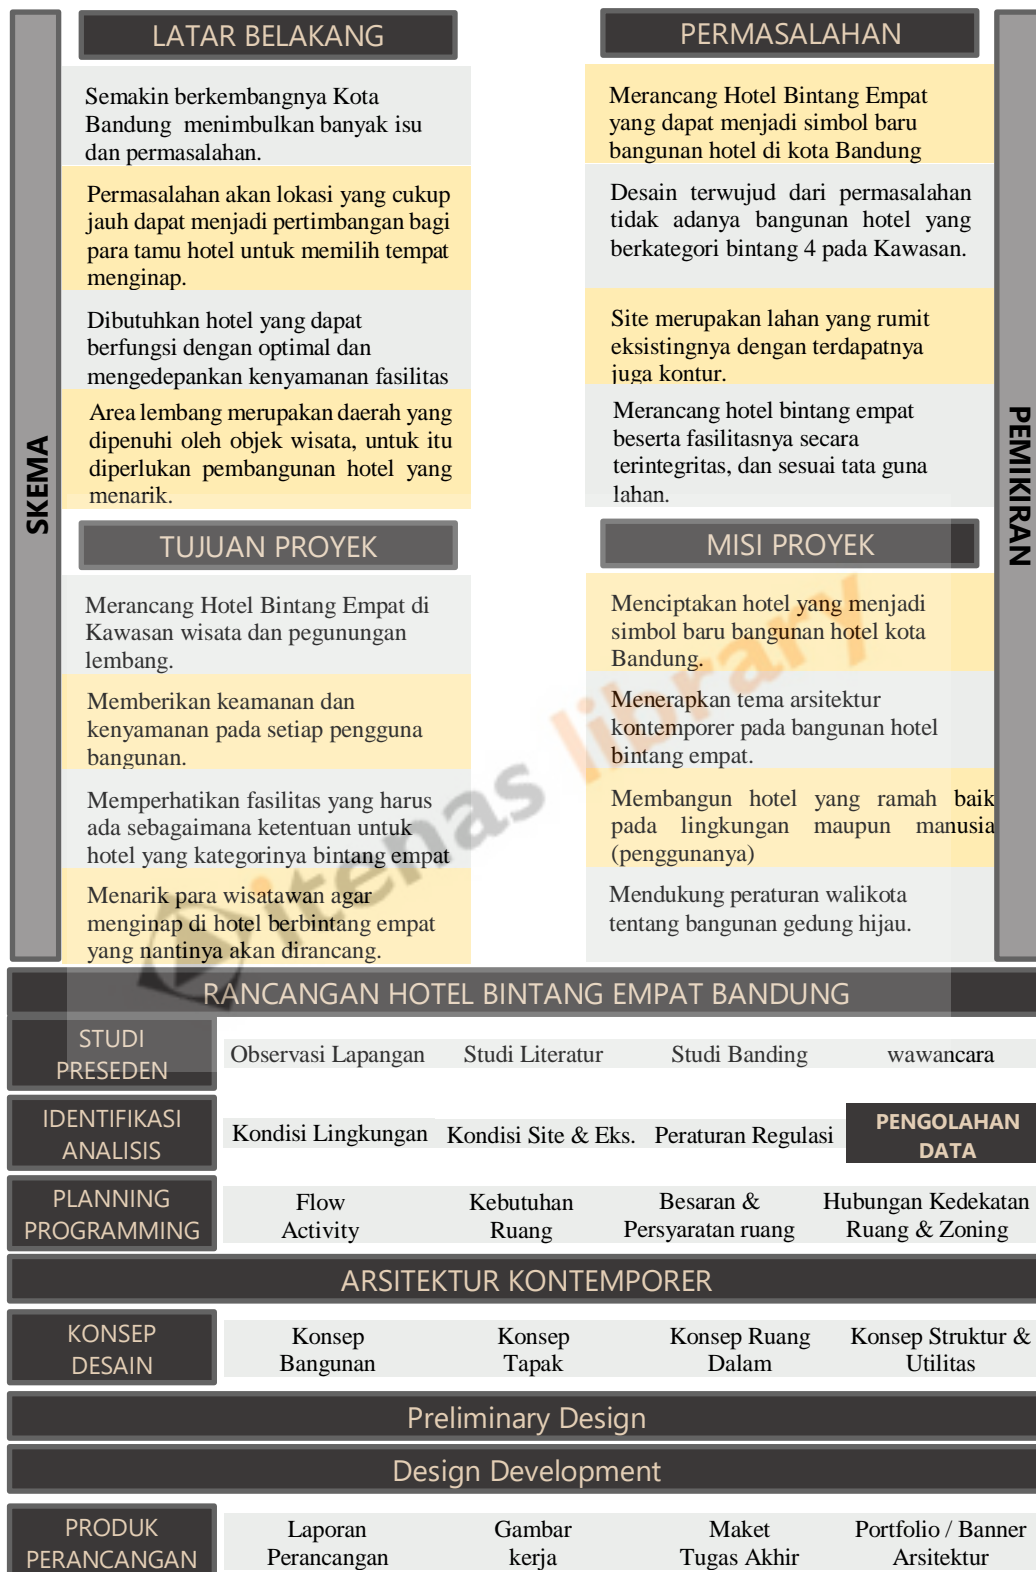 LATAR BELAKANG
Semakin berkembangnya Kota
Bandung menimbulkan banyak isu
dan permasalahan.
Permasalahan akan lokasi yang cukup
jauh dapat menjadi pertimbangan bagi
para tamu hotel untuk memilih tempat
menginap.
Dibutuhkan hotel yang dapat
berfungsi dengan optimal dan
mengedepankan kenyamanan fasilitas
Area lembang merupakan daerah yang
dipenuhi oleh objek wisata, untuk itu
diperlukan pembangunan hotel yang
menarik.
PERMASALAHAN
Merancang Hotel Bintang Empat
yang dapat menjadi simbol baru
bangunan hotel di kota Bandung
Desain terwujud dari permasalahan
tidak adanya bangunan hotel yang
berkategori bintang 4 pada Kawasan.
Site merupakan lahan yang rumit
eksistingnya dengan terdapatnya
juga kontur.
Merancang hotel bintang empat
beserta fasilitasnya secara
terintegritas, dan sesuai tata guna
lahan.
SKEMA
PEMIKIRAN
TUJUAN PROYEK
Merancang Hotel Bintang Empat di
Kawasan wisata dan pegunungan
lembang.
Memberikan keamanan dan
kenyamanan pada setiap pengguna
bangunan.
Memperhatikan fasilitas yang harus
ada sebagaimana ketentuan untuk
hotel yang kategorinya bintang empat
Menarik para wisatawan agar
menginap di hotel berbintang empat
yang nantinya akan dirancang.
MISI PROYEK
Menciptakan hotel yang menjadi
simbol baru bangunan hotel kota
Bandung.
Menerapkan tema arsitektur
kontemporer pada bangunan hotel
bintang empat.
Membangun hotel yang ramah baik
pada lingkungan maupun manusia
(penggunanya)
Mendukung peraturan walikota
tentang bangunan gedung hijau.
itenas library
RANCANGAN HOTEL BINTANG EMPAT BANDUNG
STUDI
PRESEDEN
Observasi Lapangan
Studi Literatur
Studi Banding
wawancara
IDENTIFIKASI
ANALISIS
Kondisi Lingkungan
Kondisi Site & Eks.
Peraturan Regulasi
PENGOLAHAN
DATA
PLANNING
PROGRAMMING
Flow
Activity
Kebutuhan
Ruang
Besaran &
Persyaratan ruang
Hubungan Kedekatan
Ruang & Zoning
ARSITEKTUR KONTEMPORER
KONSEP
DESAIN
Konsep
Bangunan
Konsep
Tapak
Konsep Ruang
Dalam
Konsep Struktur &
Utilitas
Preliminary Design
Design Development
PRODUK
PERANCANGAN
Laporan
Perancangan
Gambar
kerja
Maket
Tugas Akhir
Portfolio / Banner
Arsitektur